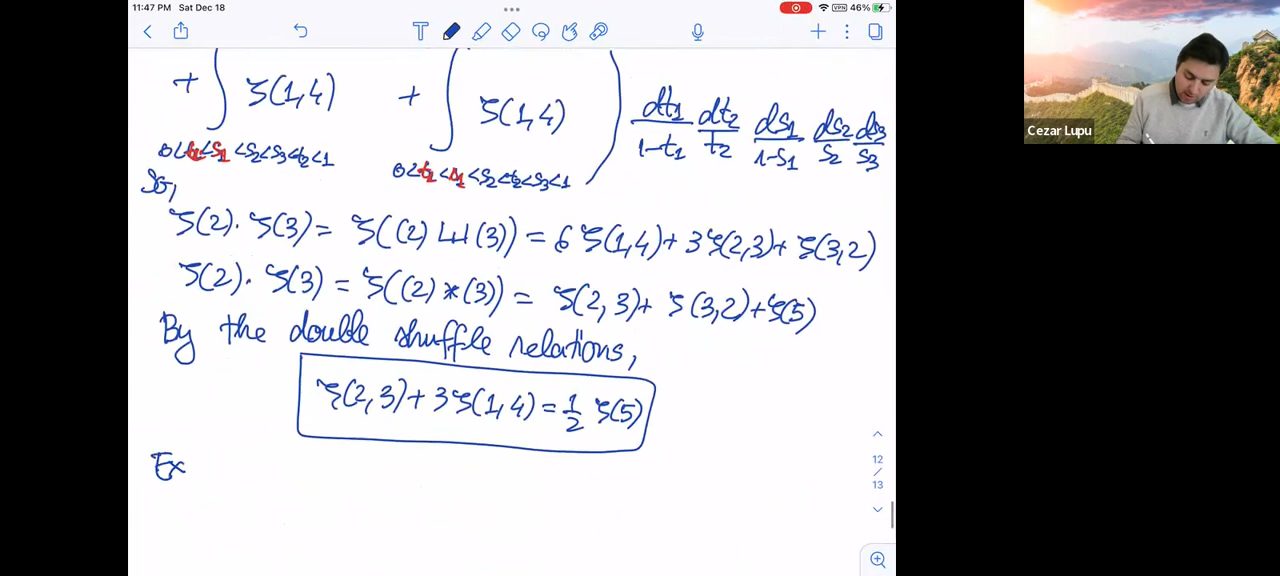 11:47 PM Sat Dec 18
VPN 46%
+ ∫ ζ(1,4) + ∫ ζ(1,4) ) dt₁/(1-t₁) dt₂/t₂ ds₁/(1-s₁) ds₂/s₂ ds₃/s₃
0<t₁<s₁<s₂<s₃<t₂<1
0<t₁<s₁<s₂<t₂<s₃<1
So,
ζ(2)·ζ(3) = ζ((2) Ш (3)) = 6ζ(1,4) + 3ζ(2,3) + ζ(3,2)
ζ(2)·ζ(3) = ζ((2) * (3)) = ζ(2,3) + ζ(3,2) + ζ(5)
By the double shuffle relations,
ζ(2,3) + 3ζ(1,4) = 1/2 ζ(5)
Ex
12
/
13
Cezar Lupu